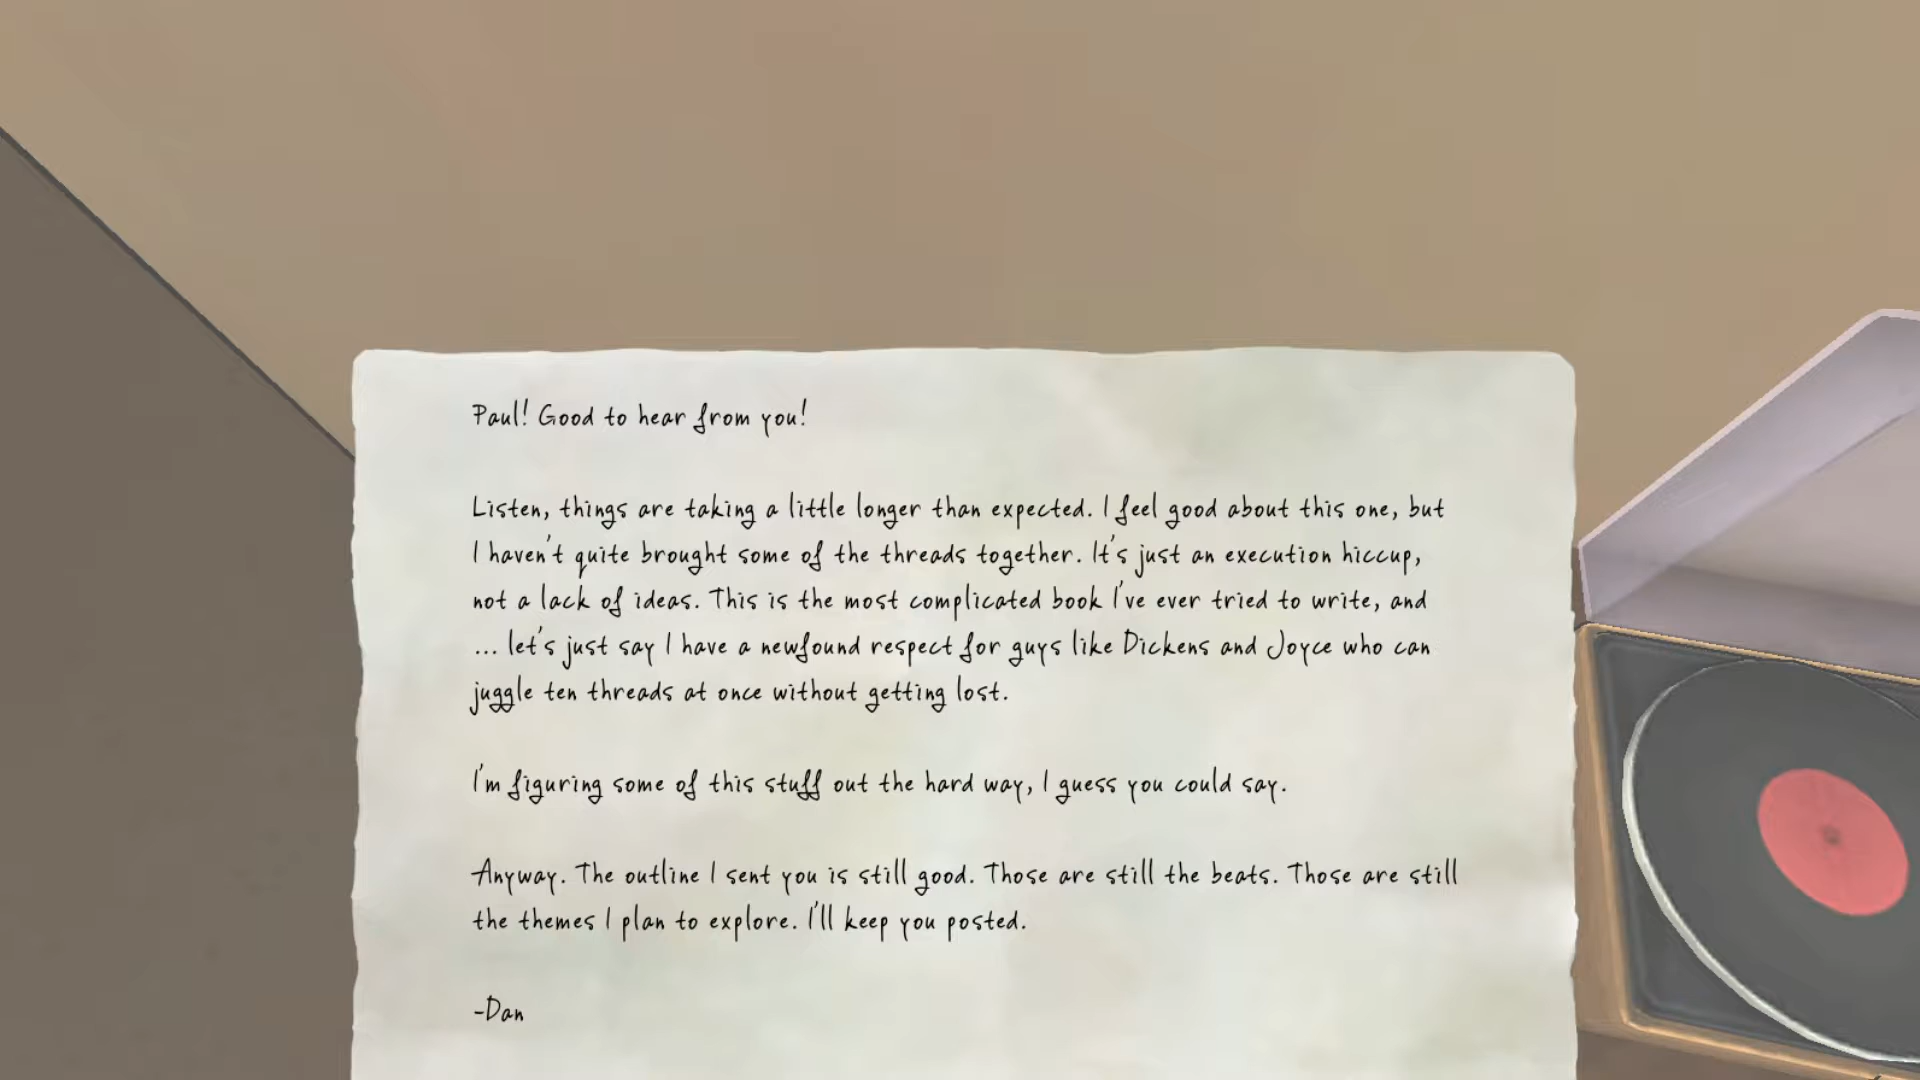 Paul! Good to hear from you!
Listen, things are taking a little longer than expected. I feel good about this one, but
I haven't quite brought some of the threads together. It's just an execution hiccup,
not a lack of ideas. This is the most complicated book I've ever tried to write, and
... let's just say I have a newfound respect for guys like Dickens and Joyce who can
juggle ten threads at once without getting lost.
I'm figuring some of this stuff out the hard way, I guess you could say.
Anyway. The outline I sent you is still good. Those are still the beats. Those are still
the themes I plan to explore. I'll keep you posted.
-Dan